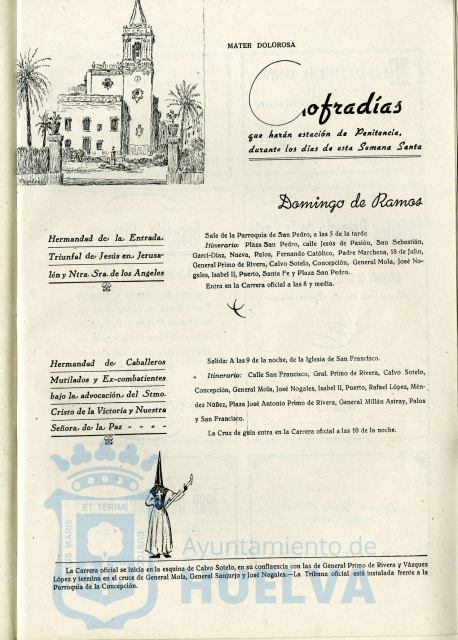 MATER DOLOROSA
Cofradías
que harán estación de Penitencia,
durante los días de esta Semana Santa
Domingo de Ramos
Hermandad de la Entrada
Triunfal de Jesús en Jerusa-
lén y Ntra. Sra. de los Angeles
Sale de la Parroquia de San Pedro, a las 5 de la tarde
Itinerario: Plaza San Pedro, calle Jesús de Pasión, San Sebastián,
Garci-Díaz, Nueva, Palos, Fernando Católico, Padre Marchena, 18 de Julio,
General Primo de Rivera, Calvo Sotelo, Concepción, General Mola, José No-
gales, Isabel II, Puerto, Santa Fe y Plaza San Pedro.
Entra en la Carrera oficial a las 8 y media.
Hermandad de Caballeros
Mutilados y Ex-combatientes
bajo la advocación del Stmo.
Cristo de la Victoria y Nuestra
Señora de la Paz - - - -
Salida: A las 9 de la noche, de la Iglesia de San Francisco.
Itinerario: Calle San Francisco, Gral. Primo de Rivera, Calvo Sotelo,
Concepción, General Mola, José Nogales, Isabel II, Puerto, Rafael López, Mén-
dez Núñez, Plaza José Antonio Primo de Rivera, General Millán Astray, Palos
y San Francisco.
La Cruz de guía entra en la Carrera oficial a las 10 de la noche.
ET TERRÆ
MARIS
Ayuntamiento de
HUELVA
La Carrera oficial se inicia en la esquina de Calvo Sotelo, en su confluencia con las de General Primo de Rivera y Vázquez
López y termina en el cruce de General Mola, General Sanjurjo y José Nogales.—La Tribuna oficial está instalada frente a la
Parroquia de la Concepción.